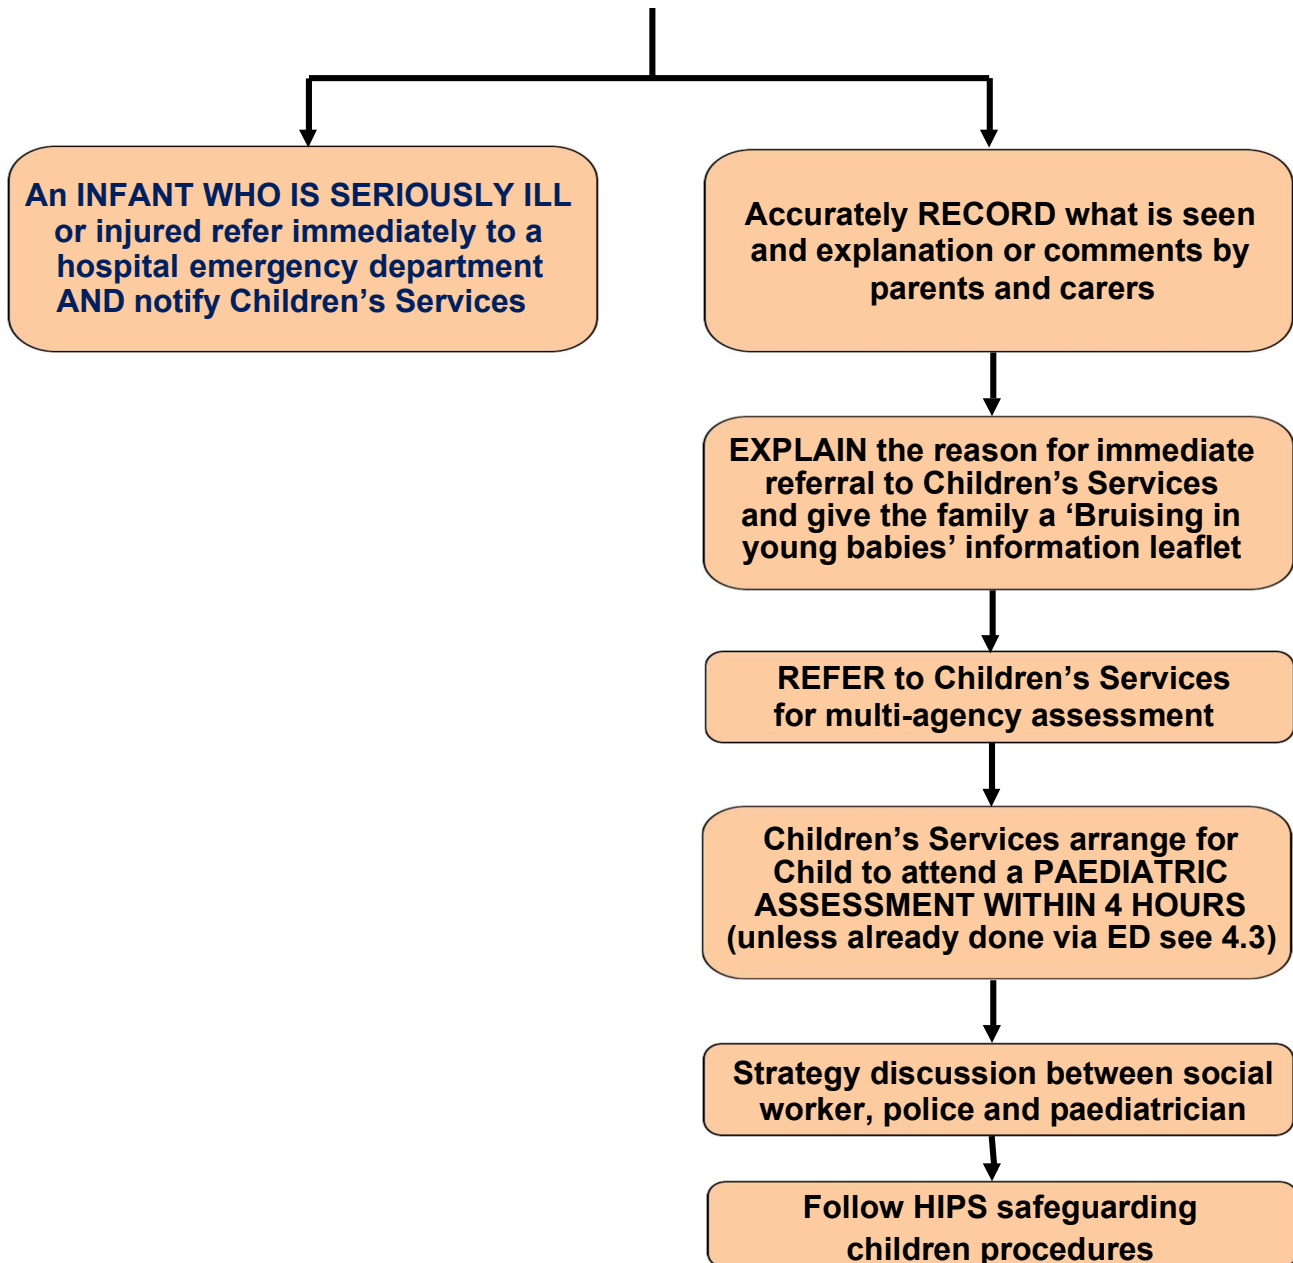 An INFANT WHO IS SERIOUSLY ILL
or injured refer immediately to a
hospital emergency department
AND notify Children’s Services
Accurately RECORD what is seen
and explanation or comments by
parents and carers
EXPLAIN the reason for immediate
referral to Children’s Services
and give the family a ‘Bruising in
young babies’ information leaflet
REFER to Children’s Services
for multi-agency assessment
Children’s Services arrange for
Child to attend a PAEDIATRIC
ASSESSMENT WITHIN 4 HOURS
(unless already done via ED see 4.3)
Strategy discussion between social
worker, police and paediatrician
Follow HIPS safeguarding
children procedures